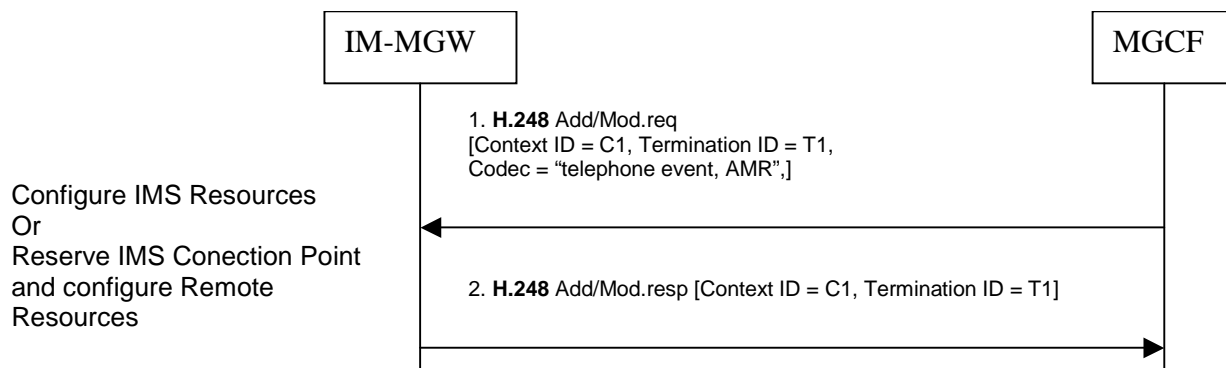 IM-MGW
MGCF
1. H.248 Add/Mod.req
[Context ID = C1, Termination ID = T1,
Codec = “telephone event, AMR”,]
Configure IMS Resources
Or
Reserve IMS Conection Point
and configure Remote
Resources
2. H.248 Add/Mod.resp [Context ID = C1, Termination ID = T1]